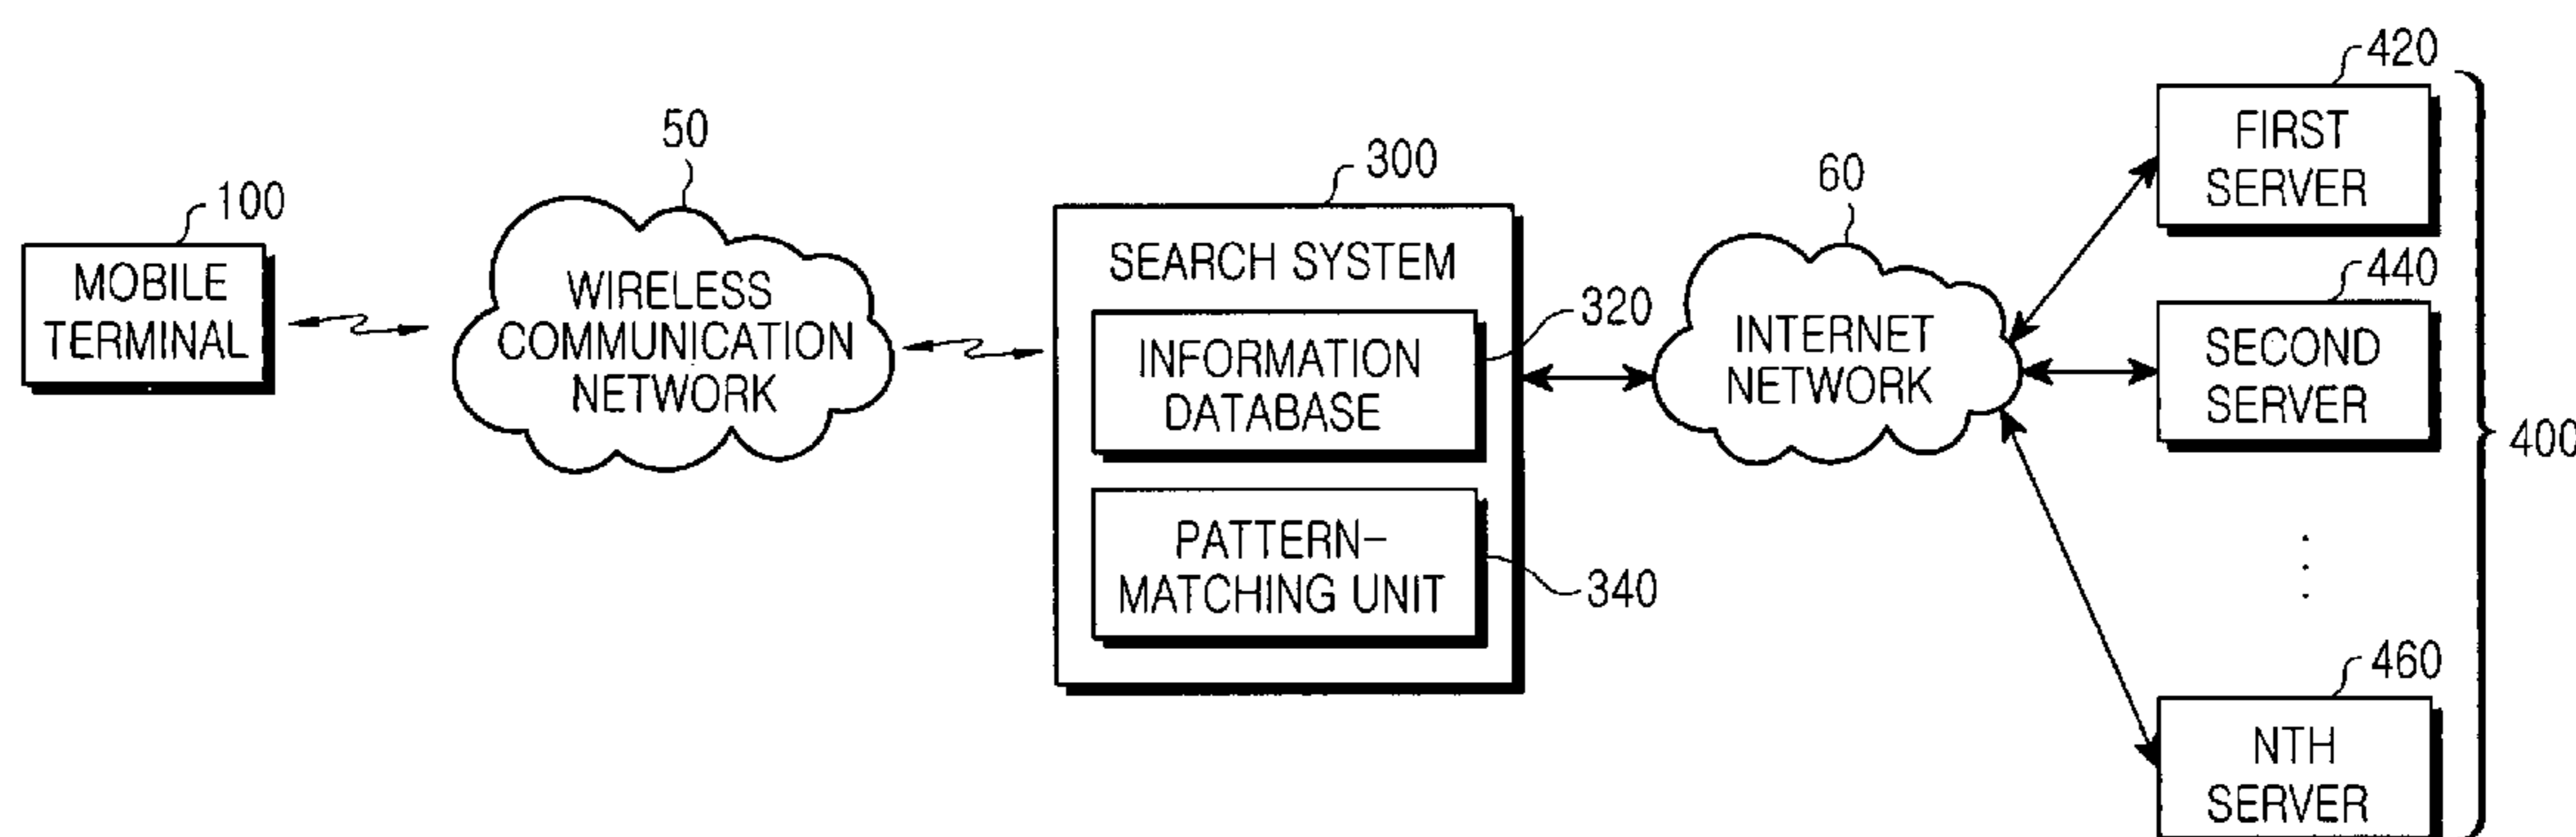 100
MOBILE
TERMINAL
50
WIRELESS
COMMUNICATION
NETWORK
300
SEARCH SYSTEM
320
INFORMATION
DATABASE
PATTERN-
MATCHING UNIT
340
60
INTERNET
NETWORK
420
FIRST
SERVER
440
SECOND
SERVER
400
460
NTH
SERVER